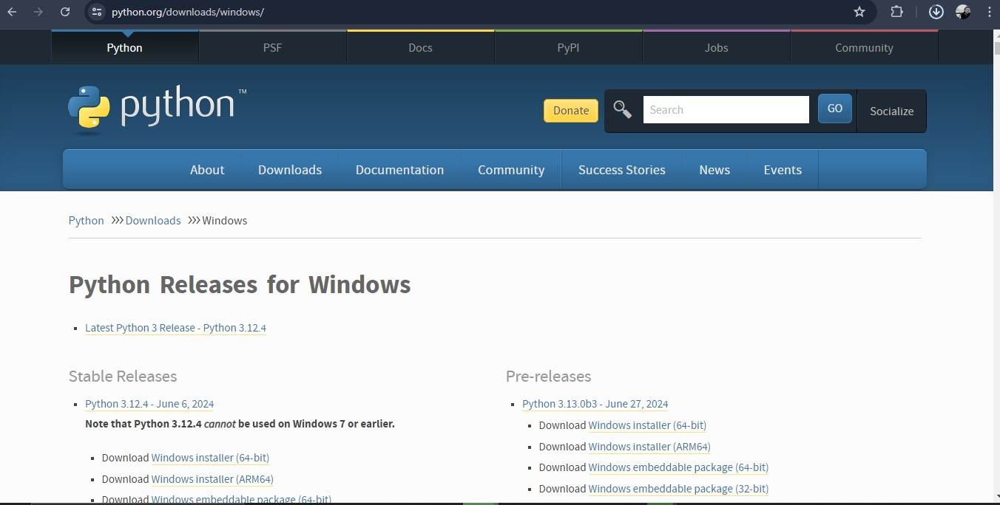 python.org/downloads/windows/
Python PSF Docs PyPI Jobs Community
python™
Donate Search GO Socialize
About Downloads Documentation Community Success Stories News Events
Python >>> Downloads >>> Windows
Python Releases for Windows
Latest Python 3 Release - Python 3.12.4
Stable Releases
Python 3.12.4 - June 6, 2024
Note that Python 3.12.4 cannot be used on Windows 7 or earlier.
Download Windows installer (64-bit)
Download Windows installer (ARM64)
Download Windows embeddable package (64-bit)
Pre-releases
Python 3.13.0b3 - June 27, 2024
Download Windows installer (64-bit)
Download Windows installer (ARM64)
Download Windows embeddable package (64-bit)
Download Windows embeddable package (32-bit)